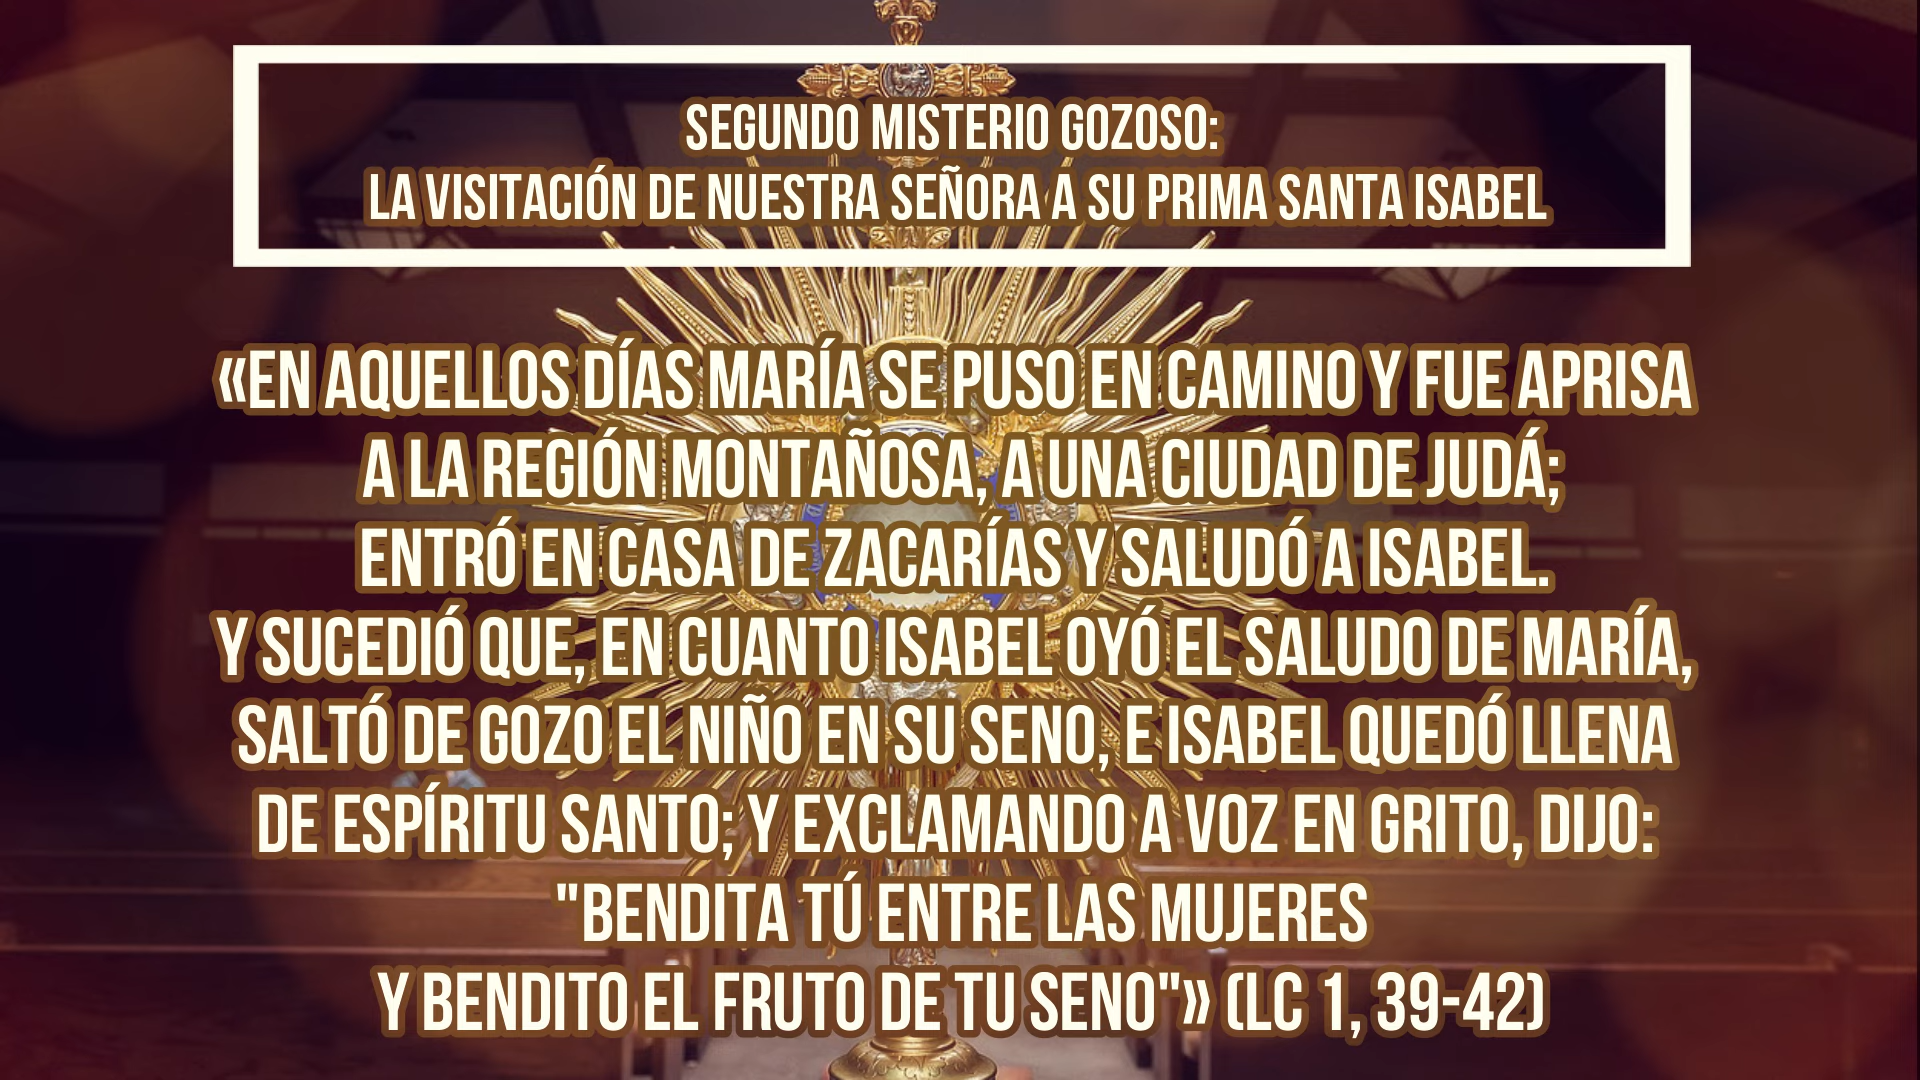 SEGUNDO MISTERIO GOZOSO:
LA VISITACIÓN DE NUESTRA SEÑORA A SU PRIMA SANTA ISABEL
«EN AQUELLOS DÍAS MARÍA SE PUSO EN CAMINO Y FUE APRISA
A LA REGIÓN MONTAÑOSA, A UNA CIUDAD DE JUDÁ;
ENTRÓ EN CASA DE ZACARÍAS Y SALUDÓ A ISABEL.
Y SUCEDIÓ QUE, EN CUANTO ISABEL OYÓ EL SALUDO DE MARÍA,
SALTÓ DE GOZO EL NIÑO EN SU SENO, E ISABEL QUEDÓ LLENA
DE ESPÍRITU SANTO; Y EXCLAMANDO A VOZ EN GRITO, DIJO:
"BENDITA TÚ ENTRE LAS MUJERES
Y BENDITO EL FRUTO DE TU SENO"» (LC 1, 39-42)